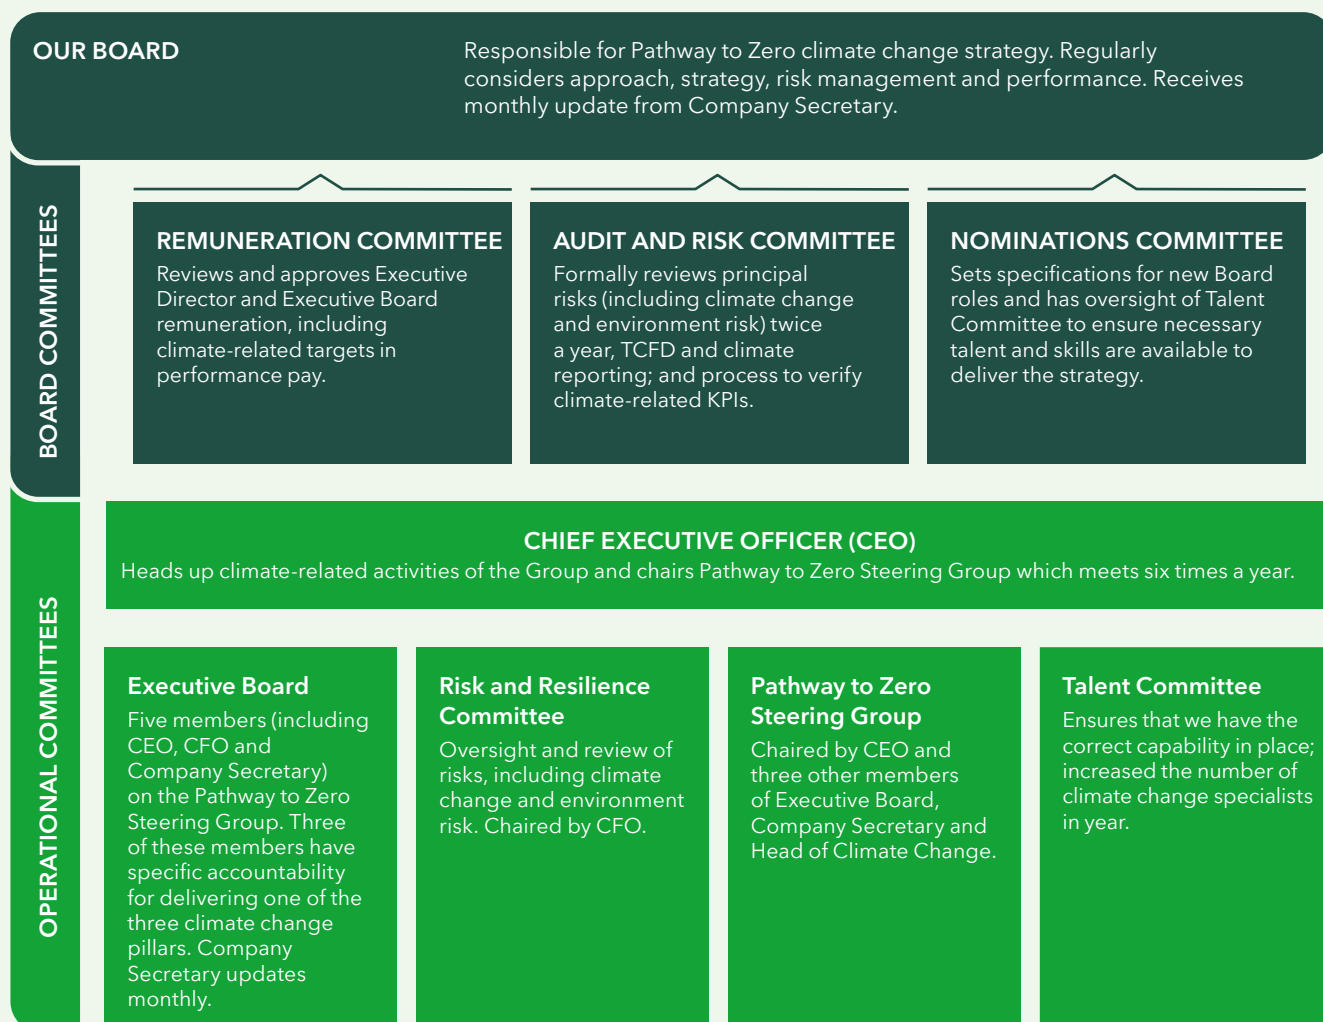 OUR BOARD
Responsible for Pathway to Zero climate change strategy. Regularly
considers approach, strategy, risk management and performance. Receives
monthly update from Company Secretary.
BOARD COMMITTEES
REMUNERATION COMMITTEE
Reviews and approves Executive
Director and Executive Board
remuneration, including
climate-related targets in
performance pay.
AUDIT AND RISK COMMITTEE
Formally reviews principal
risks (including climate change
and environment risk) twice
a year, TCFD and climate
reporting; and process to verify
climate-related KPIs.
NOMINATIONS COMMITTEE
Sets specifications for new Board
roles and has oversight of Talent
Committee to ensure necessary
talent and skills are available to
deliver the strategy.
OPERATIONAL COMMITTEES
CHIEF EXECUTIVE OFFICER (CEO)
Heads up climate-related activities of the Group and chairs Pathway to Zero Steering Group which meets six times a year.
Executive Board
Five members (including
CEO, CFO and
Company Secretary)
on the Pathway to Zero
Steering Group. Three
of these members have
specific accountability
for delivering one of the
three climate change
pillars. Company
Secretary updates
monthly.
Risk and Resilience
Committee
Oversight and review of
risks, including climate
change and environment
risk. Chaired by CFO.
Pathway to Zero
Steering Group
Chaired by CEO and
three other members
of Executive Board,
Company Secretary and
Head of Climate Change.
Talent Committee
Ensures that we have the
correct capability in place;
increased the number of
climate change specialists
in year.